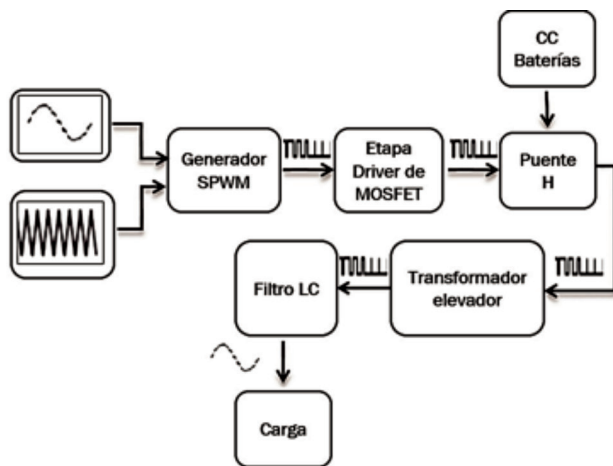 CC
Baterías
Generador
SPWM
Etapa
Driver de
MOSFET
Puente
H
Filtro LC
Transformador
elevador
Carga